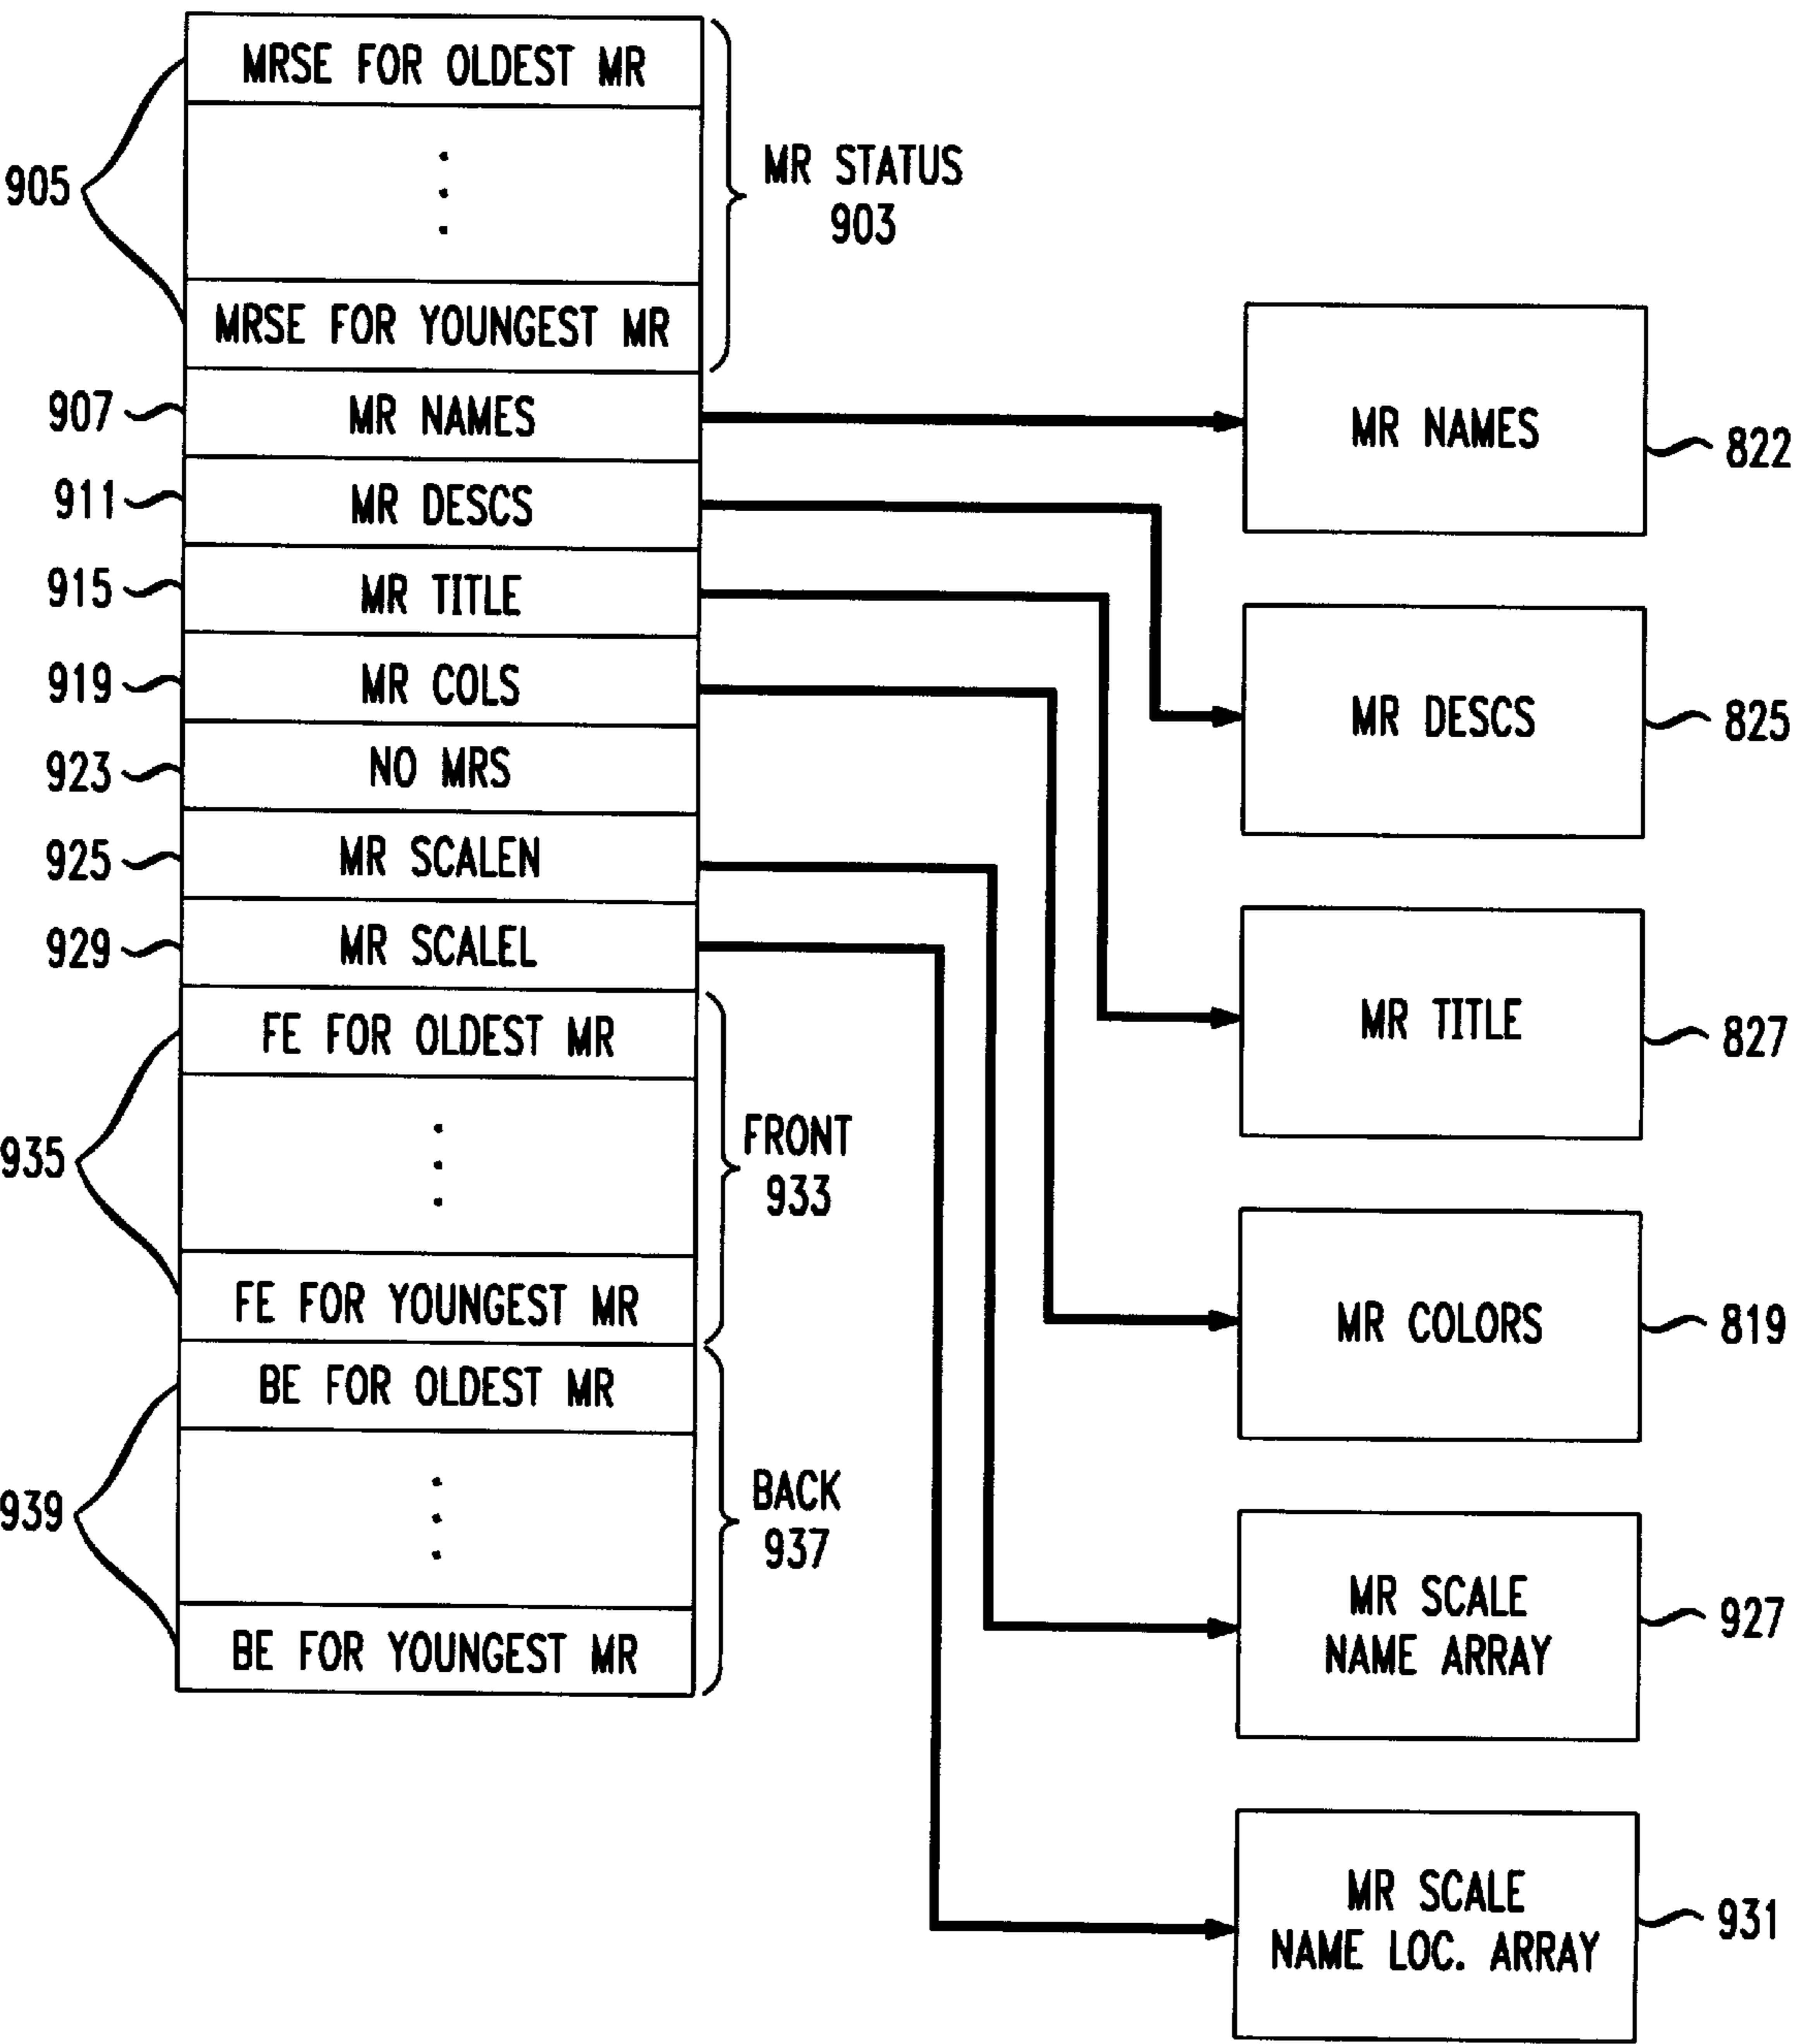 MRSE FOR OLDEST MR
905
MR STATUS
903
MRSE FOR YOUNGEST MR
907
MR NAMES
911
MR DESCS
915
MR TITLE
919
MR COLS
923
NO MRS
925
MR SCALEN
929
MR SCALEL
FE FOR OLDEST MR
935
FRONT
933
FE FOR YOUNGEST MR
BE FOR OLDEST MR
939
BACK
937
BE FOR YOUNGEST MR
MR NAMES
822
MR DESCS
825
MR TITLE
827
MR COLORS
819
MR SCALE
NAME ARRAY
927
MR SCALE
NAME LOC. ARRAY
931